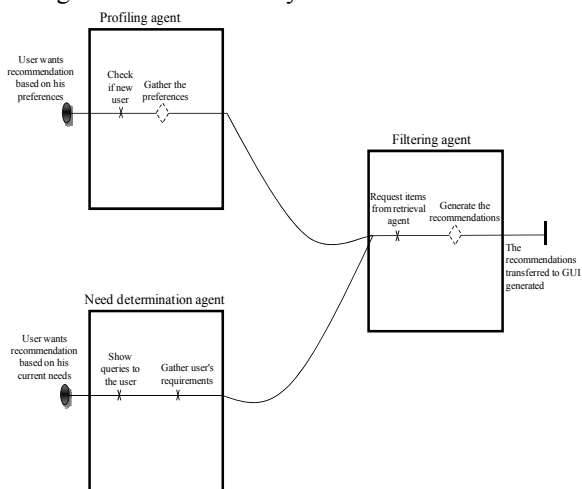 Profiling agent
User wants
recommendation
based on his
preferences
Check
if new
user
Gather the
preferences
Filtering agent
Request items
from retrieval
agent
Generate the
recommendations
The
recommendations
transferred to GUI
generated
Need determination agent
User wants
recommendation
based on his
current needs
Show
queries to
the user
Gather user's
requirements